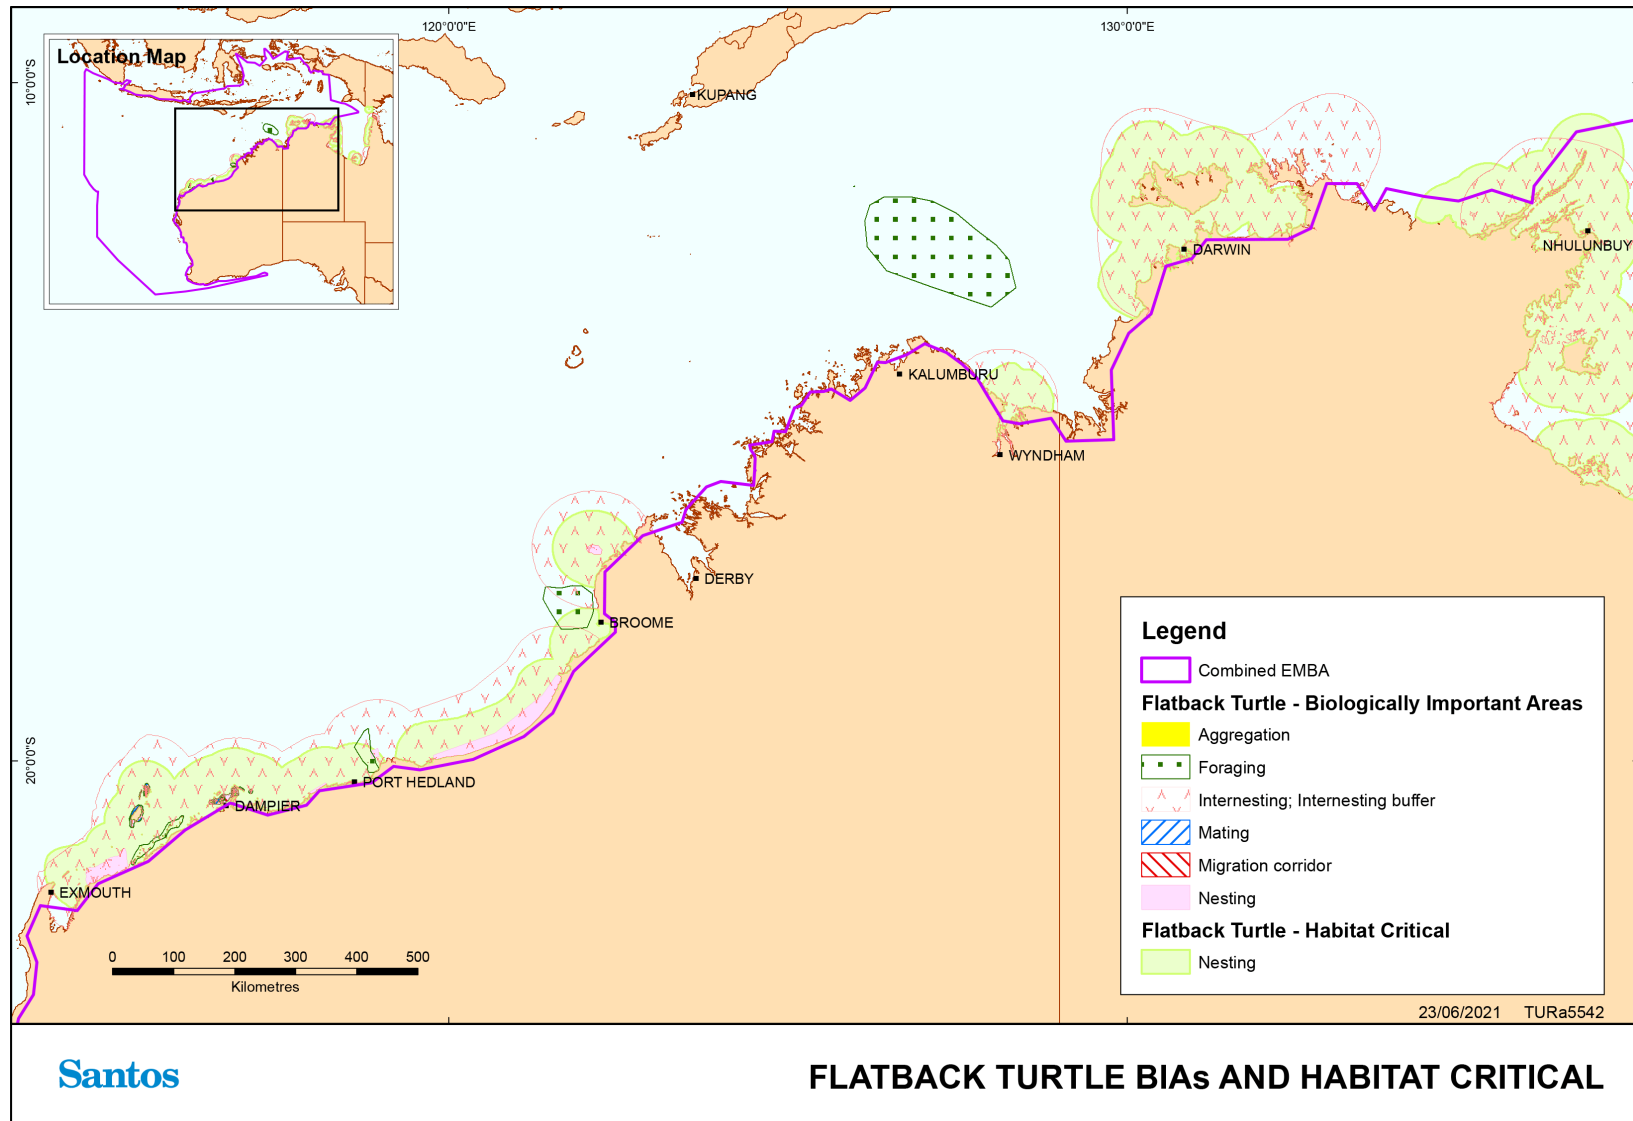 120°0'0"E
130°0'0"E
10°0'0"S
20°0'0"S
Location Map
KUPANG
DARWIN
NHULUNBUY
KALUMBURU
WYNDHAM
DERBY
BROOME
PORT HEDLAND
DAMPIER
EXMOUTH
0 100 200 300 400 500
Kilometres
Legend
Combined EMBA
Flatback Turtle - Biologically Important Areas
Aggregation
Foraging
Internesting; Internesting buffer
Mating
Migration corridor
Nesting
Flatback Turtle - Habitat Critical
Nesting
23/06/2021 TURa5542
Santos
FLATBACK TURTLE BIAs AND HABITAT CRITICAL